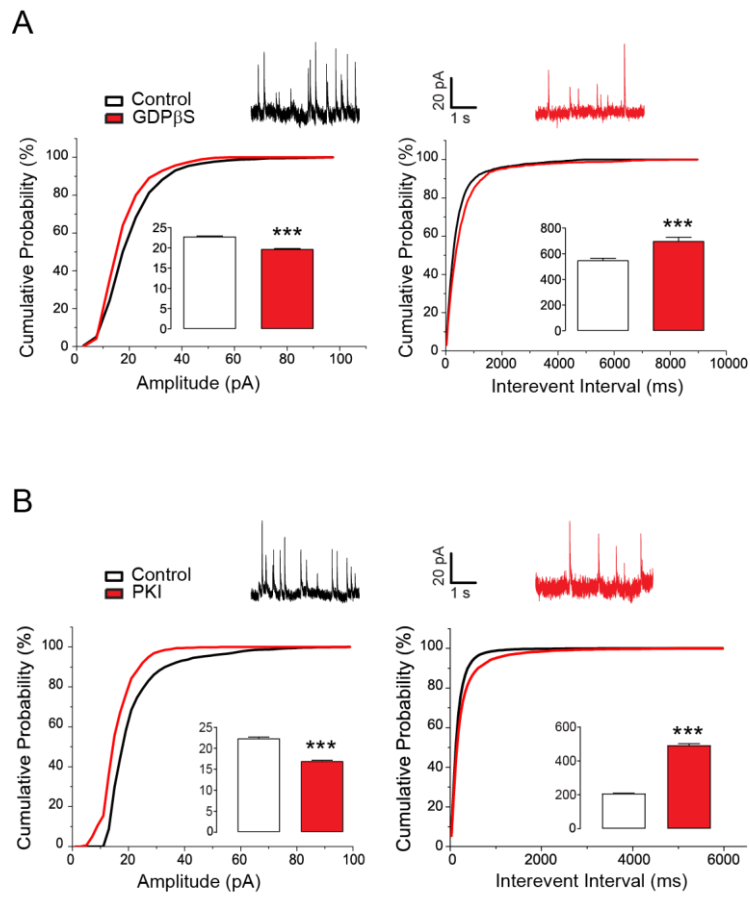 A
Control
GDPβS
20 pA
1 s
Cumulative Probability (%)
100
80
60
40
20
0
25
20
15
10
5
0
***
0 20 40 60 80 100
Amplitude (pA)
Cumulative Probability (%)
100
80
60
40
20
0
800
600
400
200
0
***
0 2000 4000 6000 8000 10000
Interevent Interval (ms)
B
Control
PKI
20 pA
1 s
Cumulative Probability (%)
100
80
60
40
20
0
25
20
15
10
5
0
***
0 20 40 60 80 100
Amplitude (pA)
Cumulative Probability (%)
100
80
60
40
20
0
600
400
200
0
***
0 2000 4000 6000
Interevent Interval (ms)